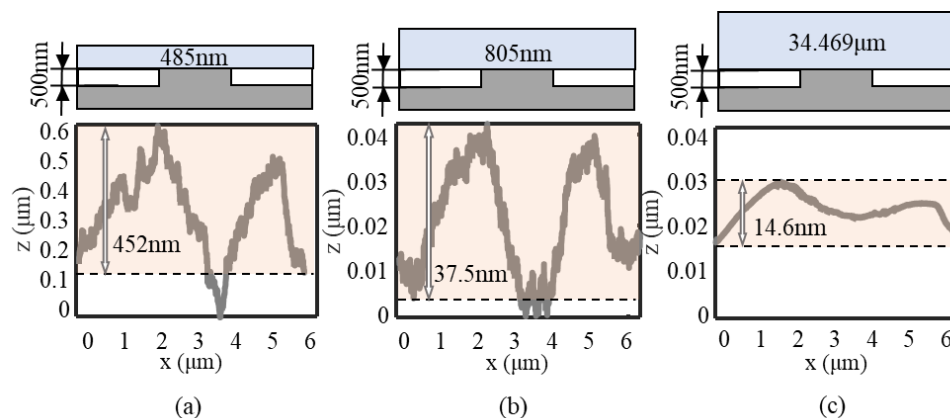 485nm
500nm
0.6
0.5
0.4
0.3
0.2
0.1
0
z (μm)
452nm
0 1 2 3 4 5 6
x (μm)
(a)
805nm
500nm
0.04
0.03
0.02
0.01
0
z (μm)
37.5nm
0 1 2 3 4 5 6
x (μm)
(b)
34.469μm
500nm
0.04
0.03
0.02
0.01
0
z (μm)
14.6nm
0 1 2 3 4 5 6
x (μm)
(c)